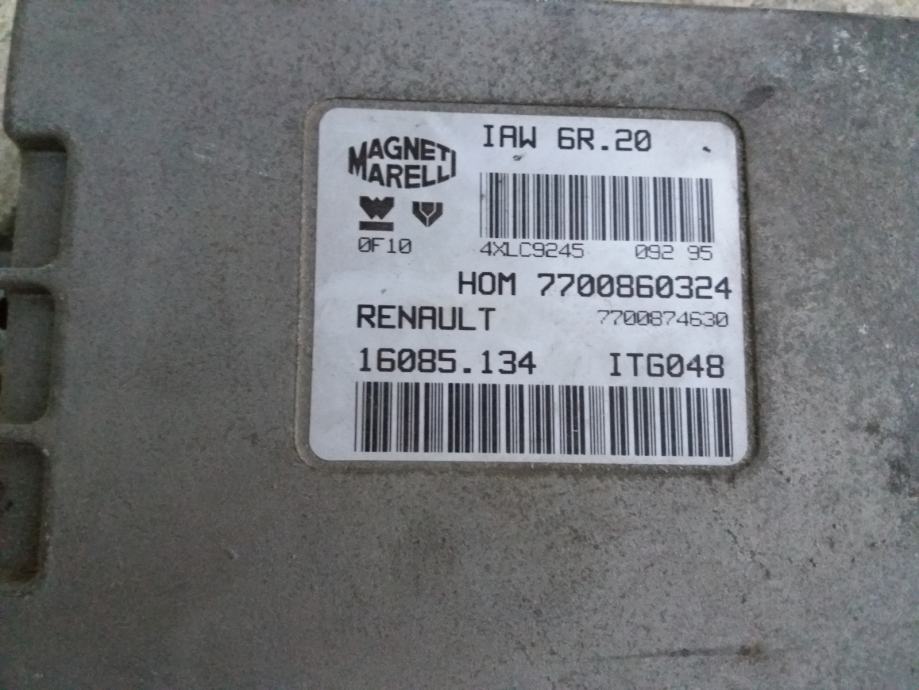 IAW 6R.20
MAGNETI
MARELLI
0F10
4XLC9245 092 95
HOM 7700860324
RENAULT 7700874630
16085.134 ITG048